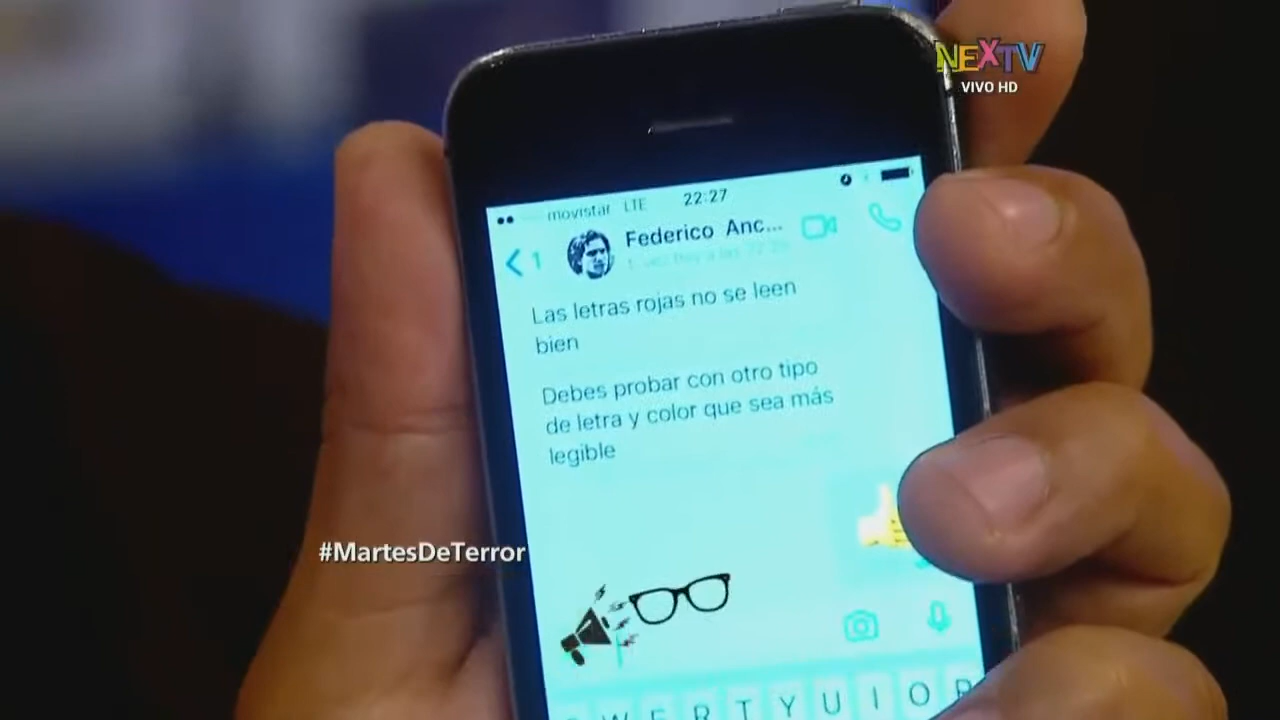 NEXTV
VIVO HD
movistar LTE 22:27
1 Federico Anc...
Las letras rojas no se leen
bien
Debes probar con otro tipo
de letra y color que sea más
legible
#MartesDeTerror
W E R T Y U I O P